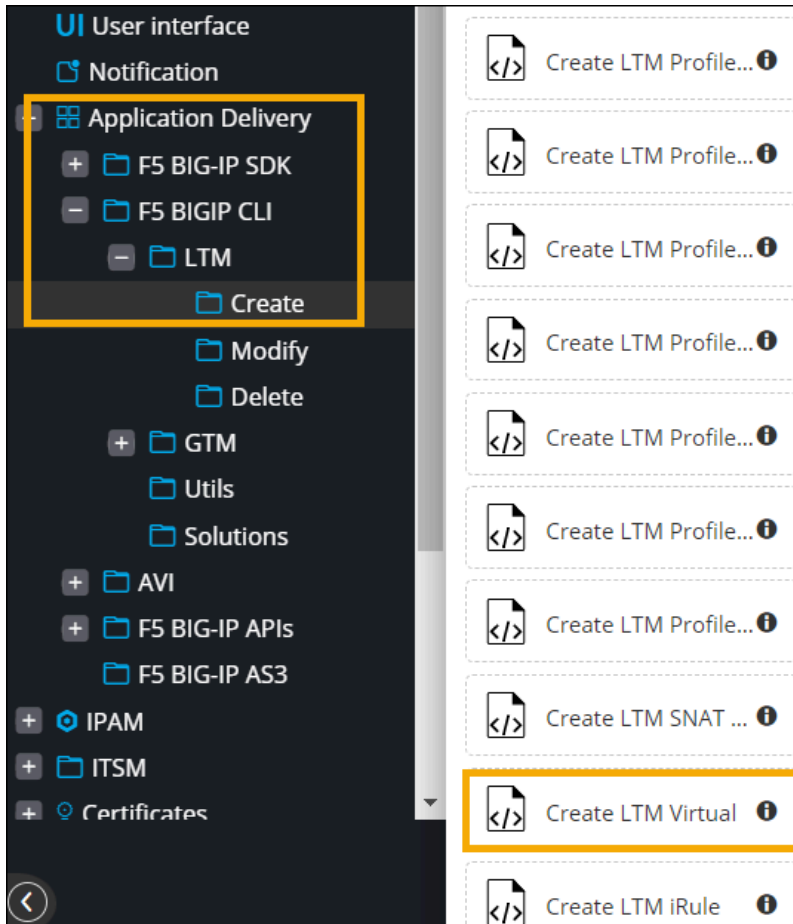 UI User interface
Notification
Application Delivery
F5 BIG-IP SDK
F5 BIGIP CLI
LTM
Create
Modify
Delete
GTM
Utils
Solutions
AVI
F5 BIG-IP APIs
F5 BIG-IP AS3
IPAM
ITSM
Certificates
Create LTM Profile...
Create LTM Profile...
Create LTM Profile...
Create LTM Profile...
Create LTM Profile...
Create LTM Profile...
Create LTM Profile...
Create LTM SNAT ...
Create LTM Virtual
Create LTM iRule